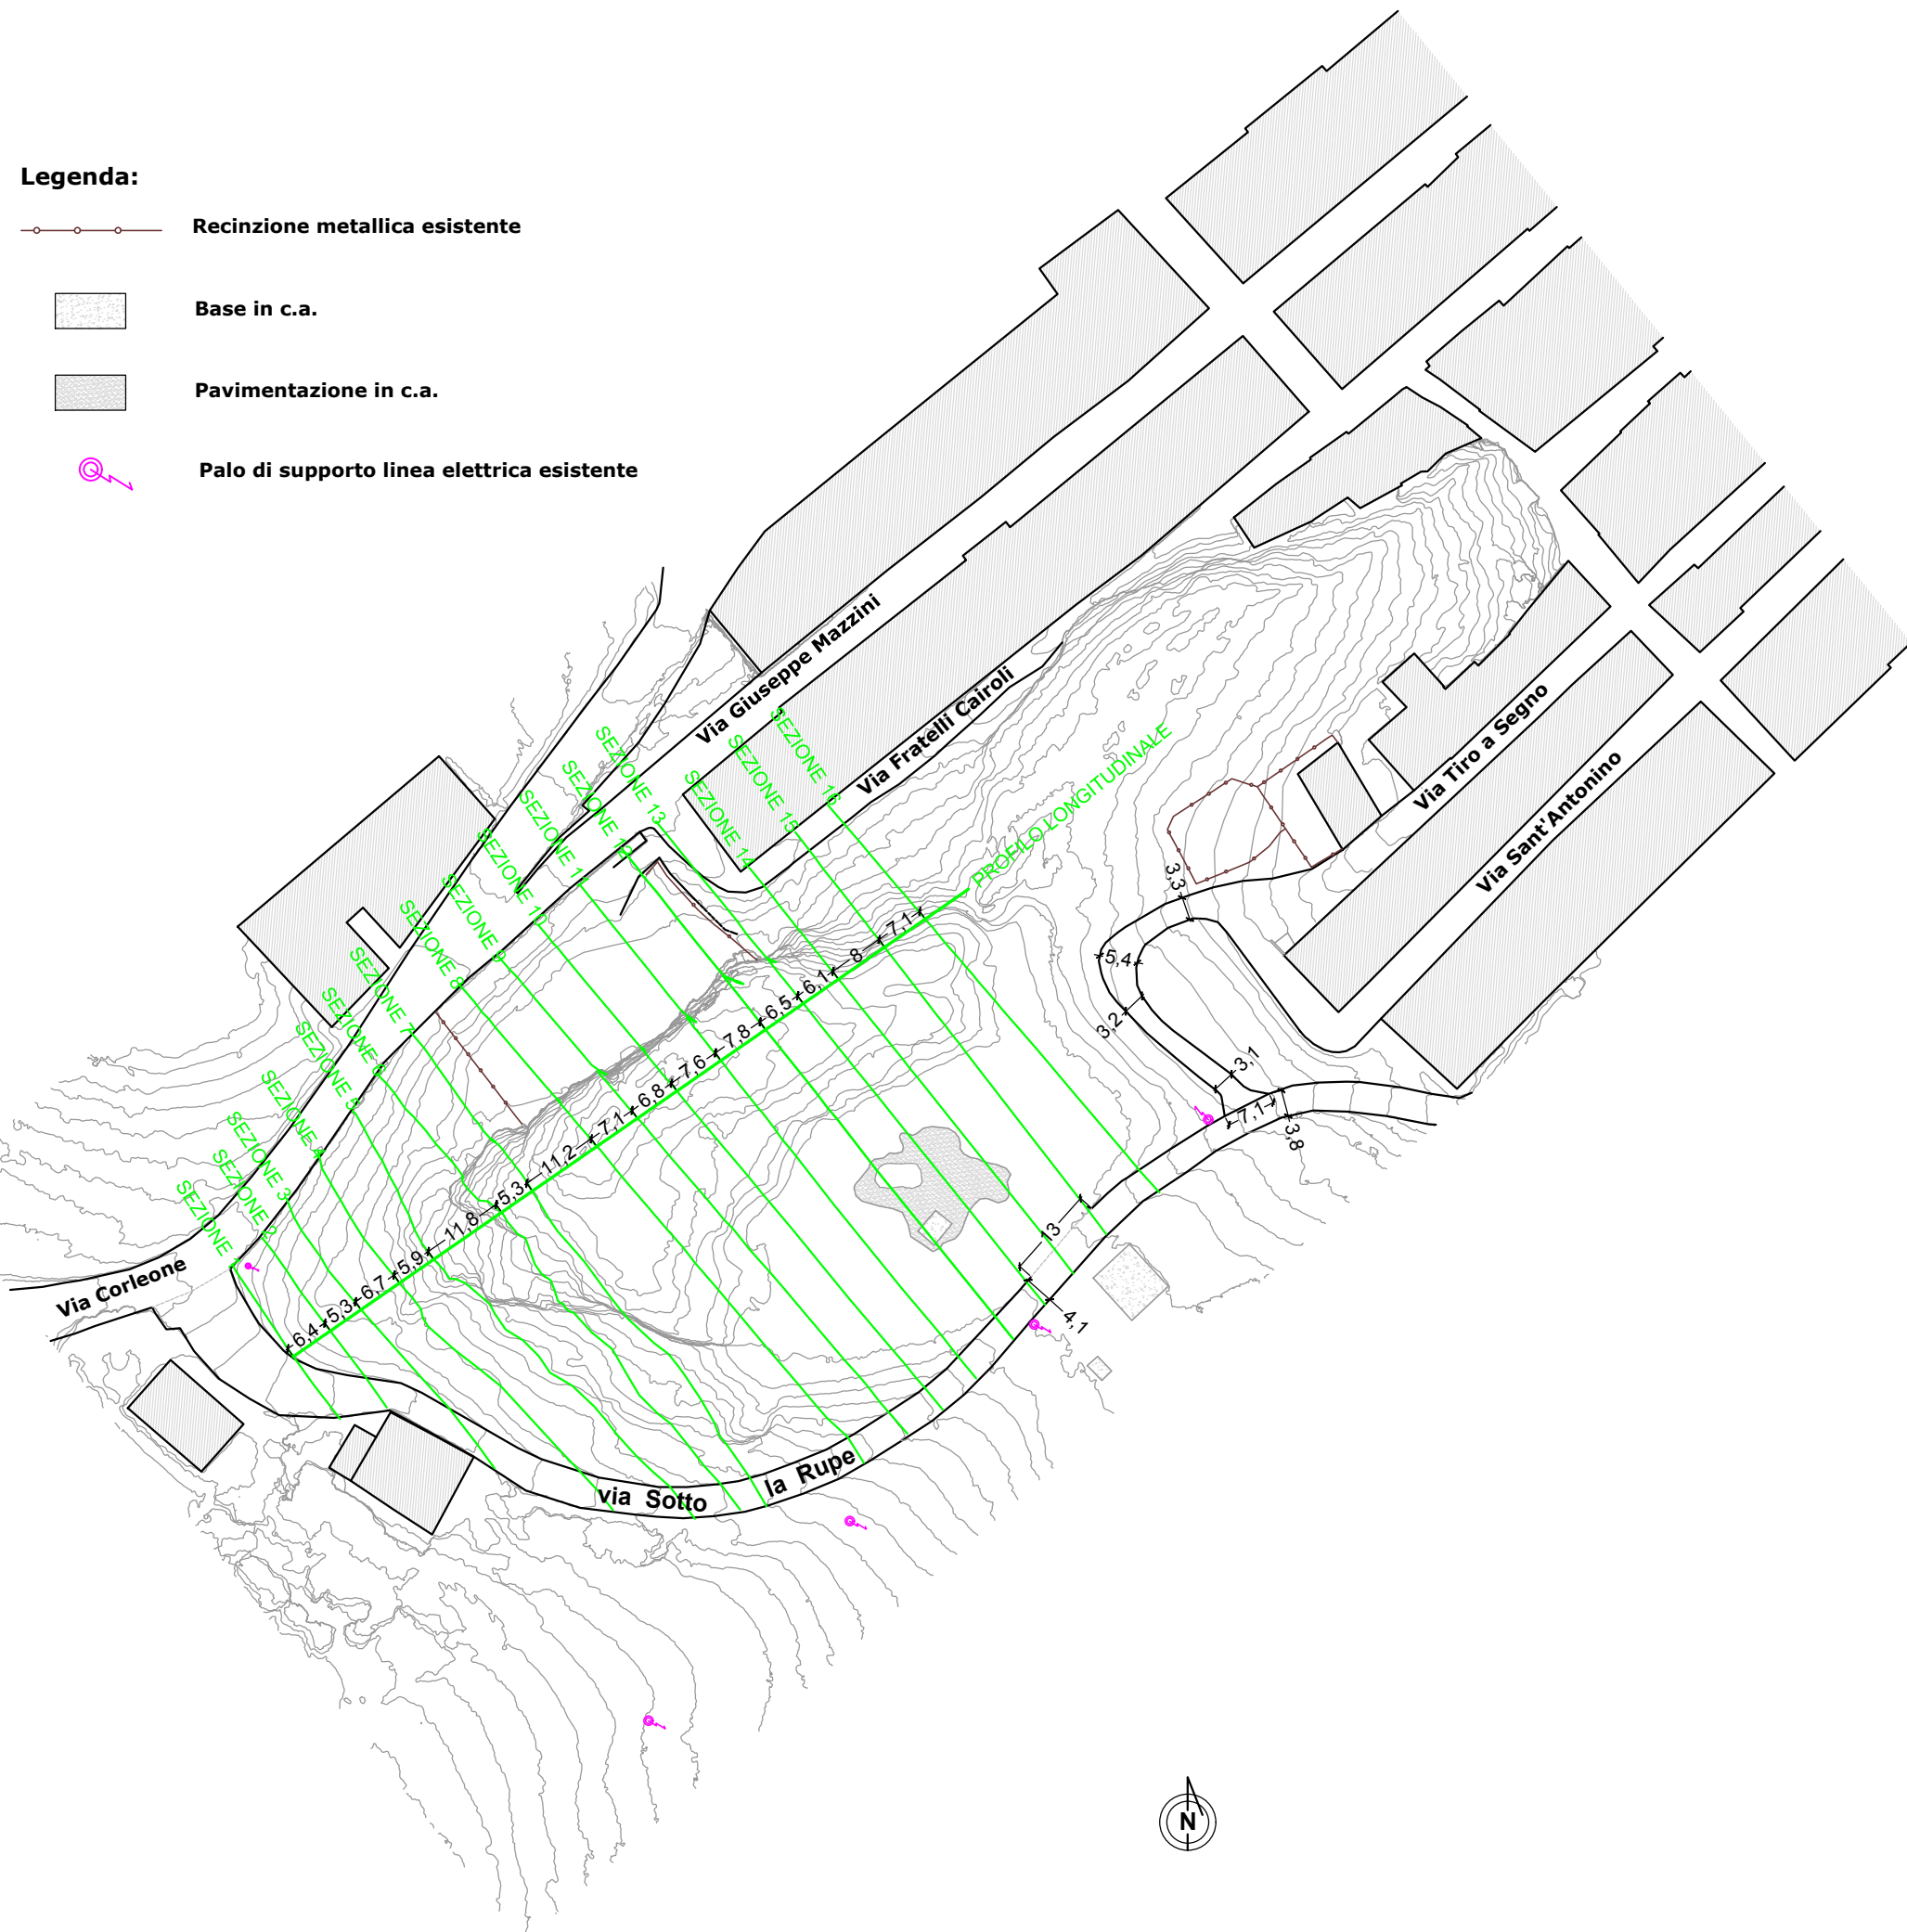 Legenda:
Recinzione metallica esistente
Base in c.a.
Pavimentazione in c.a.
Palo di supporto linea elettrica esistente
Via Giuseppe Mazzini
Via Fratelli Cairoli
Via Tiro a Segno
Via Sant'Antonino
Via Corleone
via Sotto
la Rupe
PROFILO LONGITUDINALE
SEZIONE 1
SEZIONE 2
SEZIONE 3
SEZIONE 4
SEZIONE 5
SEZIONE 6
SEZIONE 7
SEZIONE 8
SEZIONE 9
SEZIONE 10
SEZIONE 11
SEZIONE 12
SEZIONE 13
SEZIONE 14
SEZIONE 15
SEZIONE 16
6,4
5,3
6,7
5,9
11,8
5,3
11,2
7,1
6,8
7,6
7,8
6,5
6,1
8
7,1
3,3
5,4
3,2
3,1
7,1
3,8
13
4,1
N